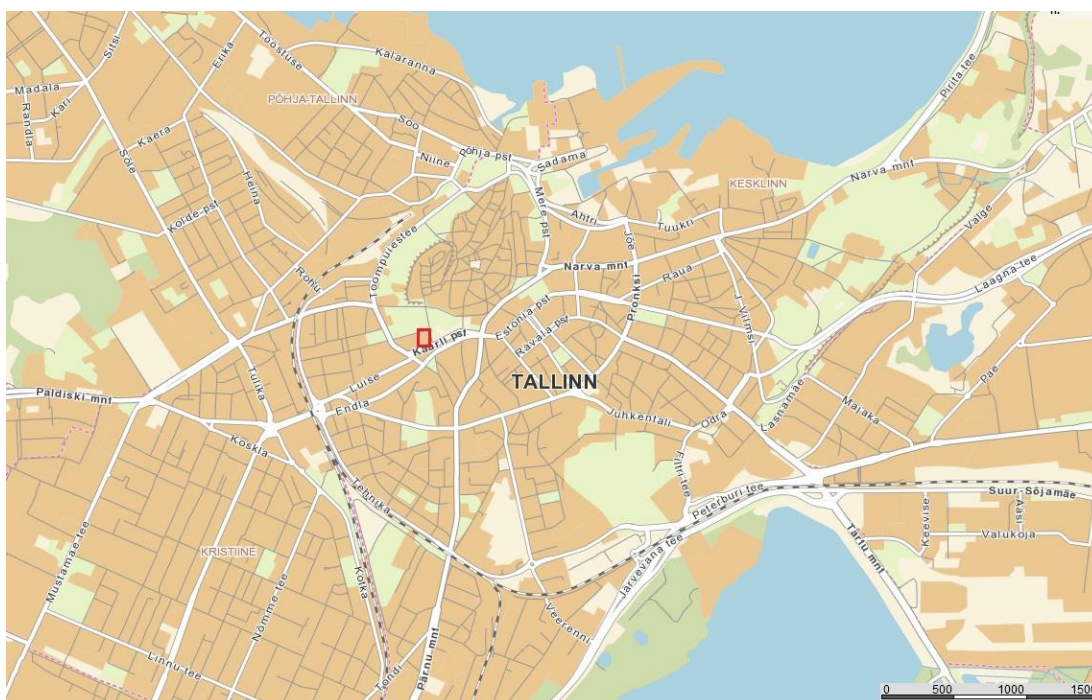 n.
Sitsi
Erika
Tööstuse
Kalaranna
Pirita tee
Madala
Kari
Randla
PÕHJA-TALLINN
Kaera
Soo
Niine
Põhja pst
Sadama
Sõle
Heina
Kolde pst
Mere pst
KESKLINN
Narva mnt
Ahtri
Tuukri
Jõe
Valge
Toompuiestee
Rohu
Narva mnt
Raua
Laagna tee
Pronksi
Estonia pst
Rävala pst
J. Vilmsi
Kaarli pst
Tulika
Luise
TALLINN
Endla
Paldiski mnt
Pae
Lasnamäe
Majaka
Juhkentali
Odra
Koskla
Filtri tee
Tehnika
Peterburi tee
Suur-Sõjamäe
Keevise
Aasi
Valukoja
Mustamäe tee
KRISTIINE
Kotka
Järvevana tee
Tartu mnt
Nõmme tee
Veerenni
Linnu tee
Tondi
Pärnu mnt
0 500 1000 150